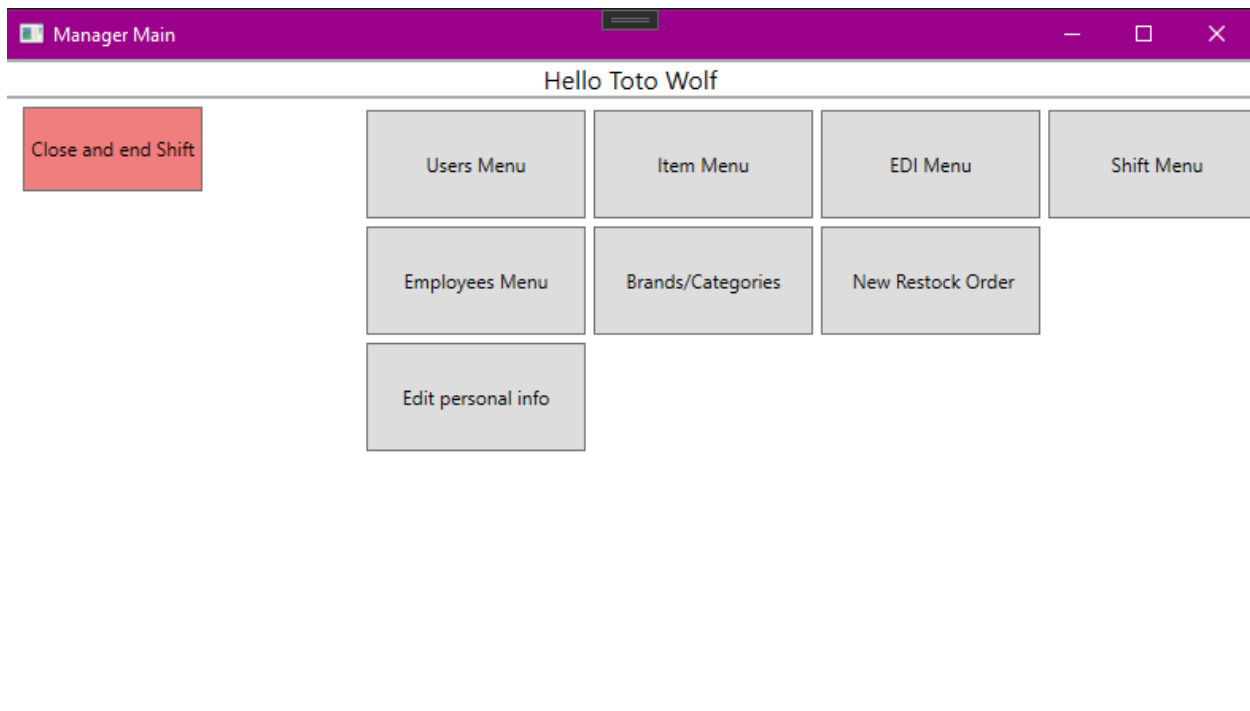 Manager Main
Hello Toto Wolf
Close and end Shift
Users Menu
Item Menu
EDI Menu
Shift Menu
Employees Menu
Brands/Categories
New Restock Order
Edit personal info